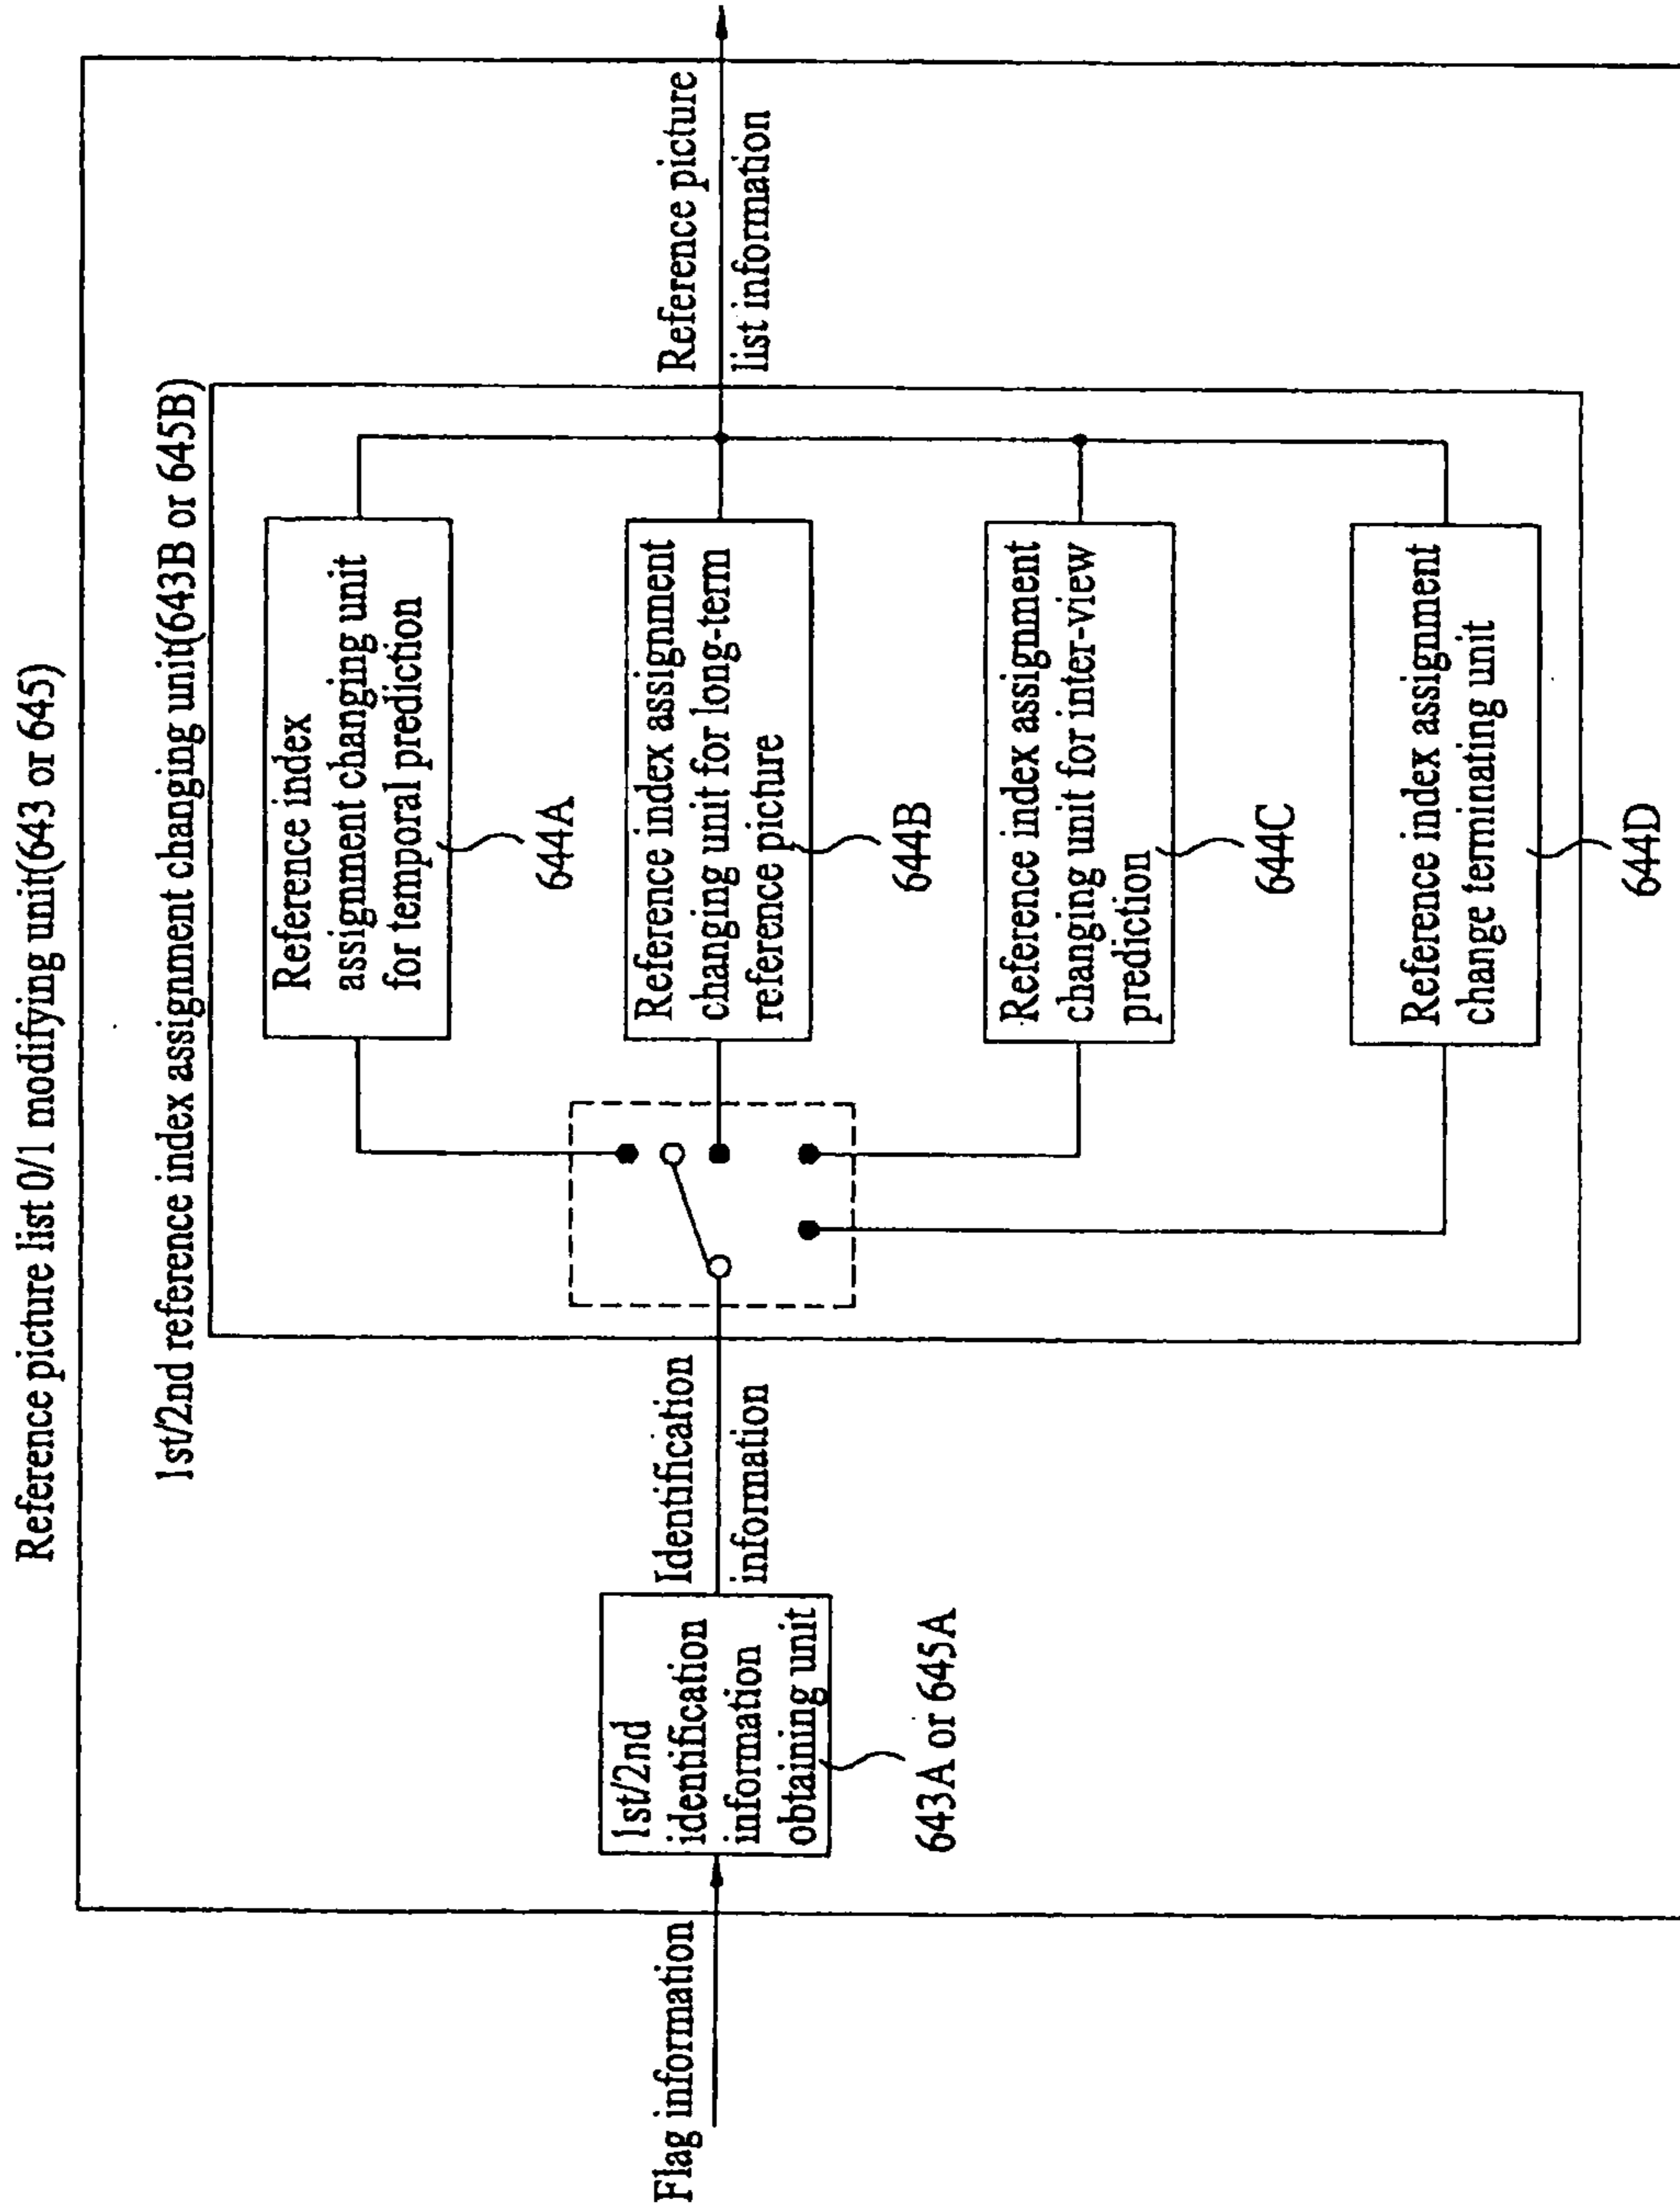 Reference picture list 0/1 modifying unit(643 or 645)
1st/2nd reference index assignment changing unit(643B or 645B)
Flag information
1st/2nd
identification
information
obtaining unit
643A or 645A
Identification
information
Reference index
assignment changing unit
for temporal prediction
644A
Reference index assignment
changing unit for long-term
reference picture
644B
Reference index assignment
changing unit for inter-view
prediction
644C
Reference index assignment
change terminating unit
644D
Reference picture
list information